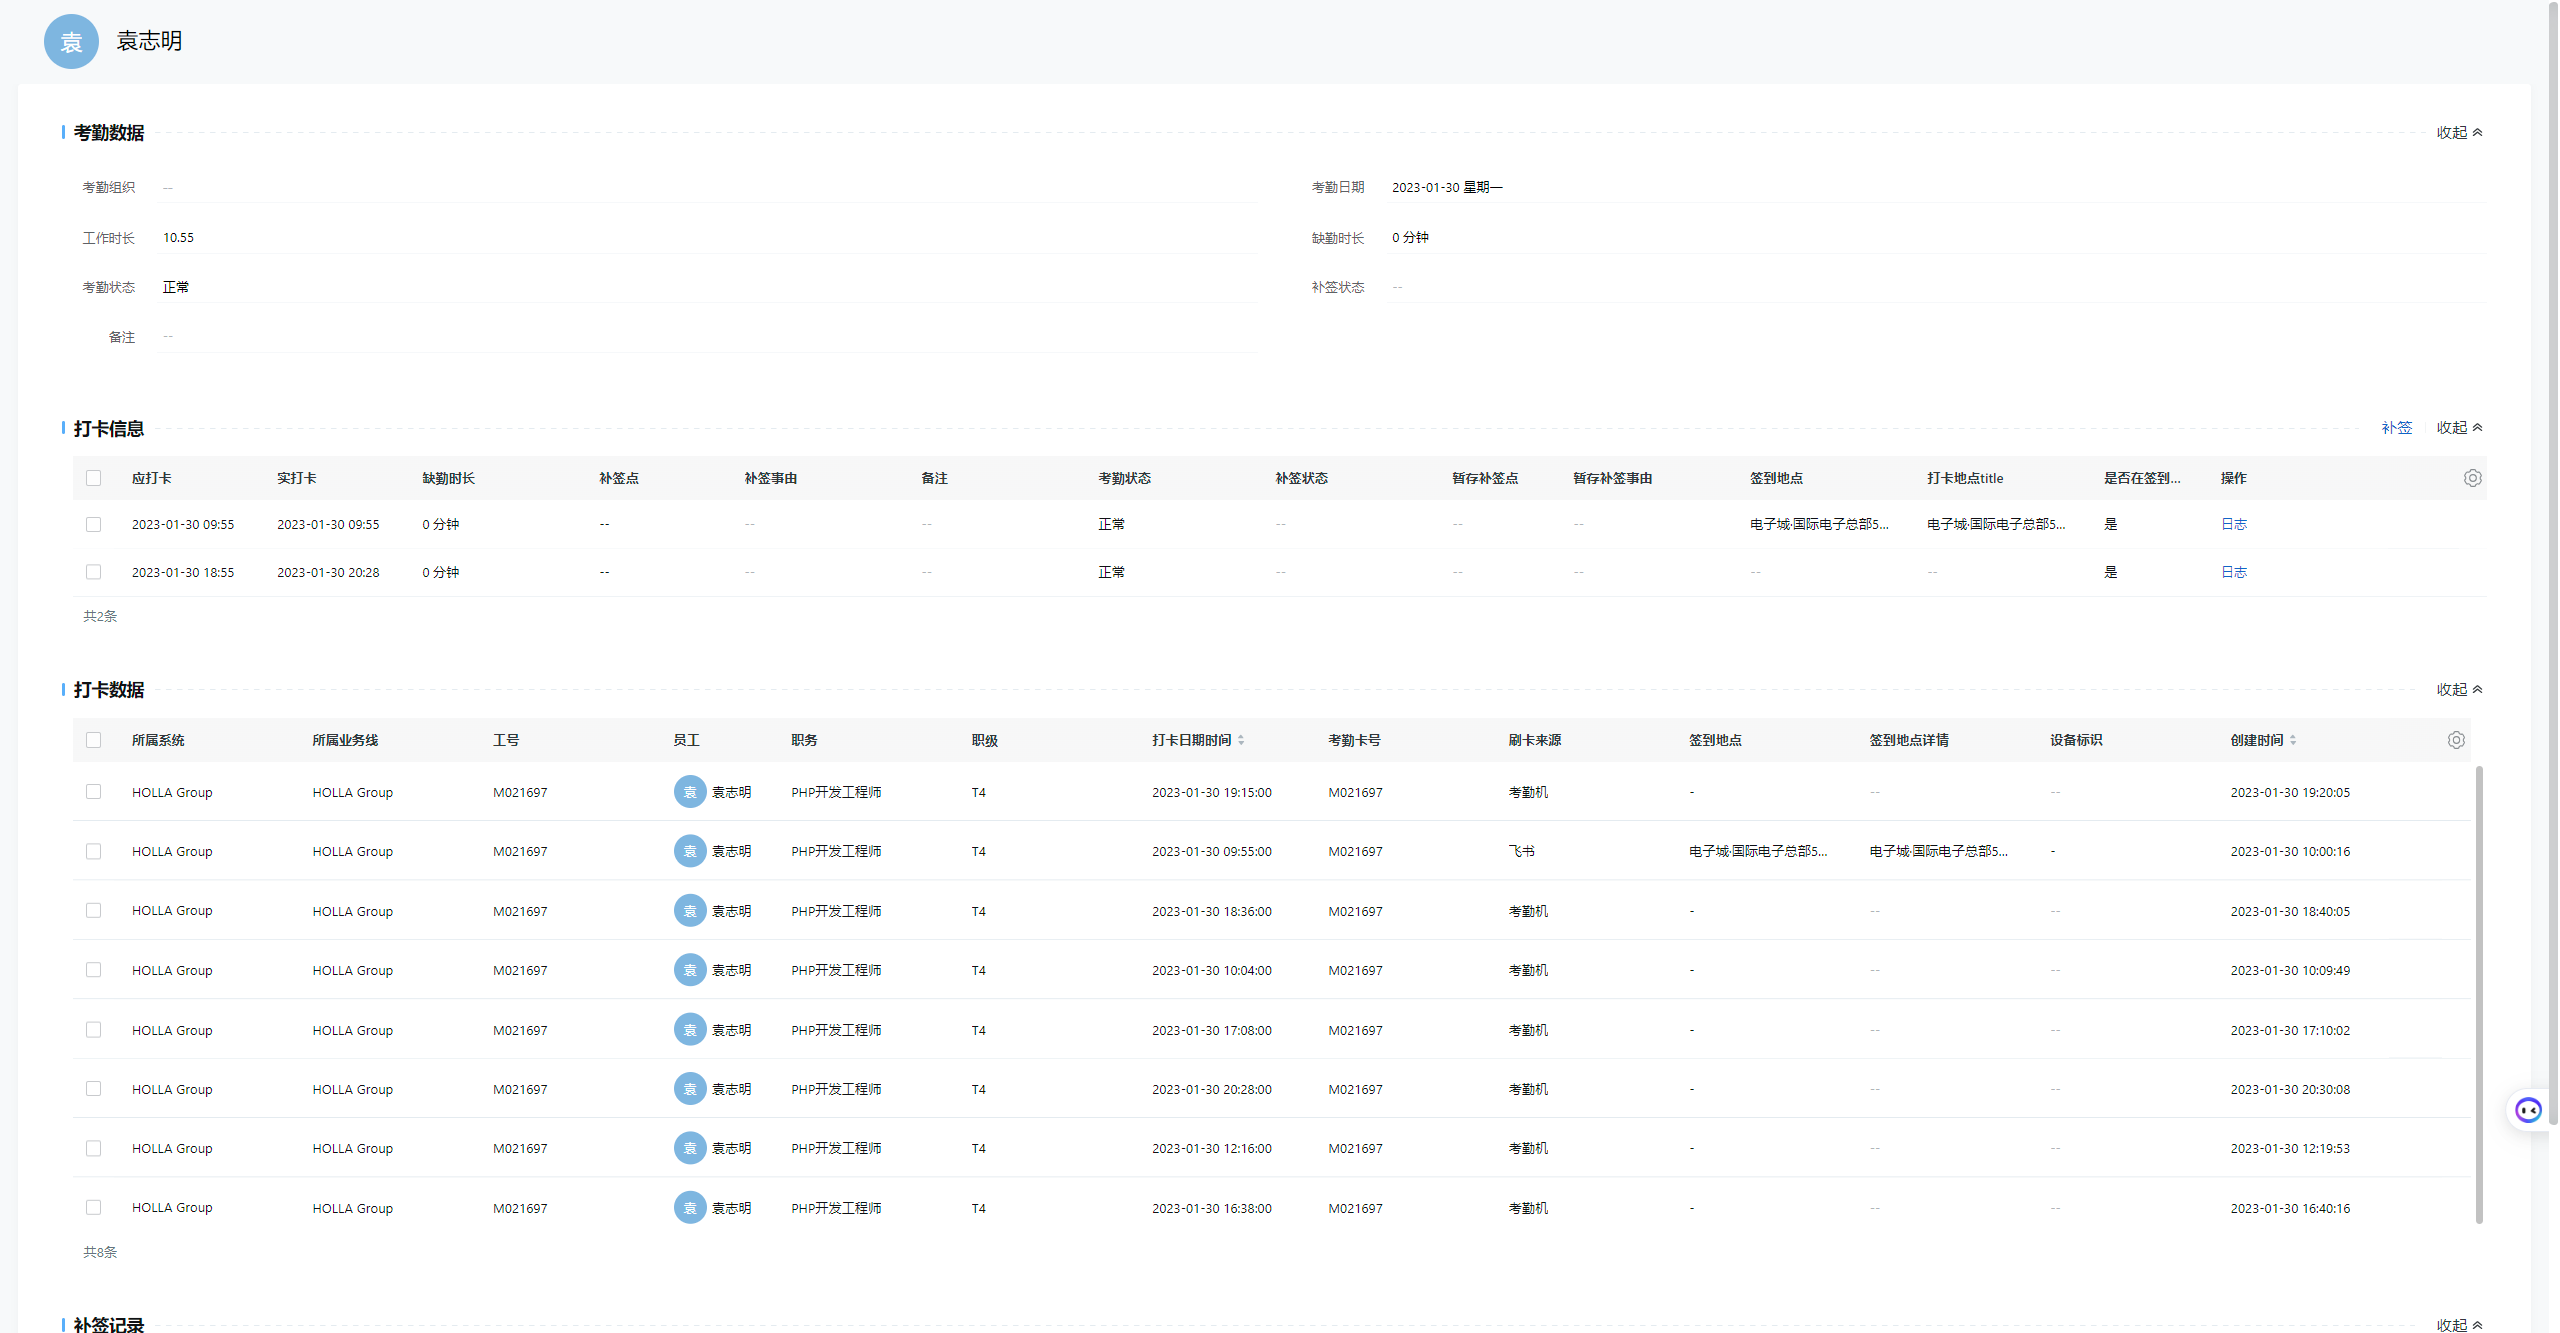 袁 袁志明
考勤数据 收起
考勤组织 -- 考勤日期 2023-01-30 星期一
工作时长 10.55 缺勤时长 0 分钟
考勤状态 正常 补签状态 --
备注 --
打卡信息 补签 收起
应打卡 实打卡 缺勤时长 补签点 补签事由 备注 考勤状态 补签状态 暂存补签点 暂存补签事由 签到地点 打卡地点title 是否在签到... 操作
2023-01-30 09:55 2023-01-30 09:55 0 分钟 -- -- -- 正常 -- -- -- 电子城·国际电子总部5... 电子城·国际电子总部5... 是 日志
2023-01-30 18:55 2023-01-30 20:28 0 分钟 -- -- -- 正常 -- -- -- -- -- 是 日志
共2条
打卡数据 收起
所属系统 所属业务线 工号 员工 职务 职级 打卡日期时间 考勤卡号 刷卡来源 签到地点 签到地点详情 设备标识 创建时间
HOLLA Group HOLLA Group M021697 袁 袁志明 PHP开发工程师 T4 2023-01-30 19:15:00 M021697 考勤机 - -- -- 2023-01-30 19:20:05
HOLLA Group HOLLA Group M021697 袁 袁志明 PHP开发工程师 T4 2023-01-30 09:55:00 M021697 飞书 电子城·国际电子总部5... 电子城·国际电子总部5... - 2023-01-30 10:00:16
HOLLA Group HOLLA Group M021697 袁 袁志明 PHP开发工程师 T4 2023-01-30 18:36:00 M021697 考勤机 - -- -- 2023-01-30 18:40:05
HOLLA Group HOLLA Group M021697 袁 袁志明 PHP开发工程师 T4 2023-01-30 10:04:00 M021697 考勤机 - -- -- 2023-01-30 10:09:49
HOLLA Group HOLLA Group M021697 袁 袁志明 PHP开发工程师 T4 2023-01-30 17:08:00 M021697 考勤机 - -- -- 2023-01-30 17:10:02
HOLLA Group HOLLA Group M021697 袁 袁志明 PHP开发工程师 T4 2023-01-30 20:28:00 M021697 考勤机 - -- -- 2023-01-30 20:30:08
HOLLA Group HOLLA Group M021697 袁 袁志明 PHP开发工程师 T4 2023-01-30 12:16:00 M021697 考勤机 - -- -- 2023-01-30 12:19:53
HOLLA Group HOLLA Group M021697 袁 袁志明 PHP开发工程师 T4 2023-01-30 16:38:00 M021697 考勤机 - -- -- 2023-01-30 16:40:16
共8条
补签记录 收起